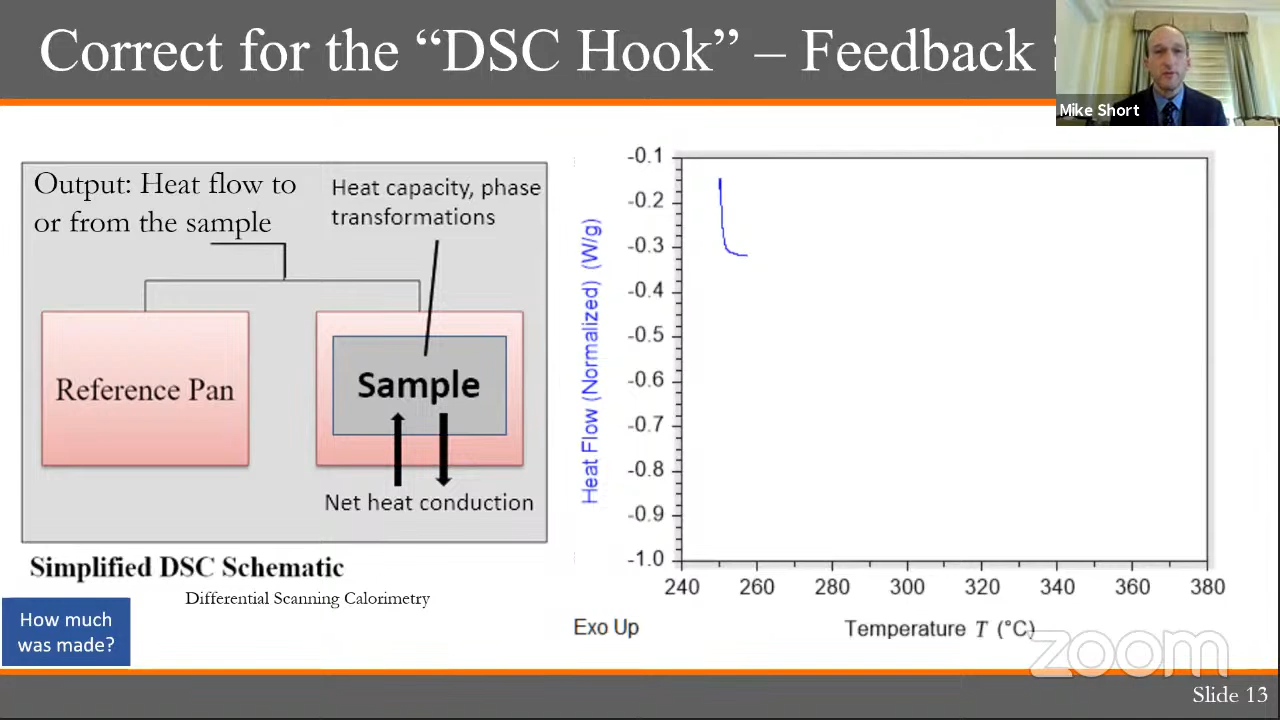 Correct for the “DSC Hook” – Feedback
Mike Short
Output: Heat flow to
or from the sample
Heat capacity, phase
transformations
Reference Pan
Sample
Net heat conduction
Simplified DSC Schematic
Differential Scanning Calorimetry
How much
was made?
Heat Flow (Normalized) (W/g)
-0.1
-0.2
-0.3
-0.4
-0.5
-0.6
-0.7
-0.8
-0.9
-1.0
240 260 280 300 320 340 360 380
Exo Up
Temperature T (°C)
zoom
Slide 13